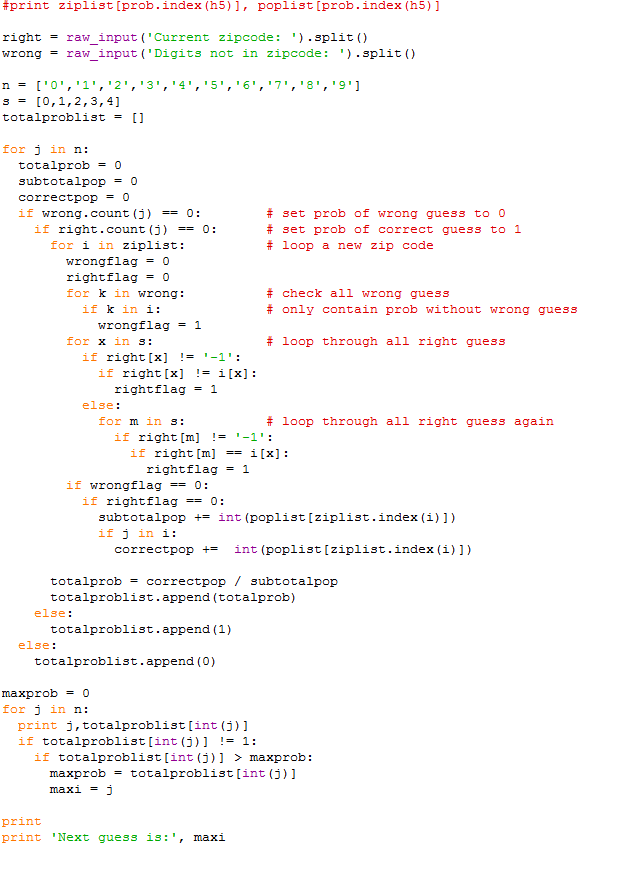 #print ziplist[prob.index(h5)], poplist[prob.index(h5)]
right = raw_input('Current zipcode: ').split()
wrong = raw_input('Digits not in zipcode: ').split()
n = ['0','1','2','3','4','5','6','7','8','9']
s = [0,1,2,3,4]
totalproblist = []
for j in n:
  totalprob = 0
  subtotalpop = 0
  correctpop = 0
  if wrong.count(j) == 0:        # set prob of wrong guess to 0
    if right.count(j) == 0:      # set prob of correct guess to 1
      for i in ziplist:          # loop a new zip code
        wrongflag = 0
        rightflag = 0
        for k in wrong:          # check all wrong guess
          if k in i:             # only contain prob without wrong guess
            wrongflag = 1
        for x in s:              # loop through all right guess
          if right[x] != '-1':
            if right[x] != i[x]:
              rightflag = 1
          else:
            for m in s:          # loop through all right guess again
              if right[m] != '-1':
                if right[m] == i[x]:
                  rightflag = 1
        if wrongflag == 0:
          if rightflag == 0:
            subtotalpop += int(poplist[ziplist.index(i)])
            if j in i:
              correctpop +=  int(poplist[ziplist.index(i)])
      totalprob = correctpop / subtotalpop
      totalproblist.append(totalprob)
    else:
      totalproblist.append(1)
  else:
    totalproblist.append(0)
maxprob = 0
for j in n:
  print j,totalproblist[int(j)]
  if totalproblist[int(j)] != 1:
    if totalproblist[int(j)] > maxprob:
      maxprob = totalproblist[int(j)]
      maxi = j
print
print 'Next guess is:', maxi